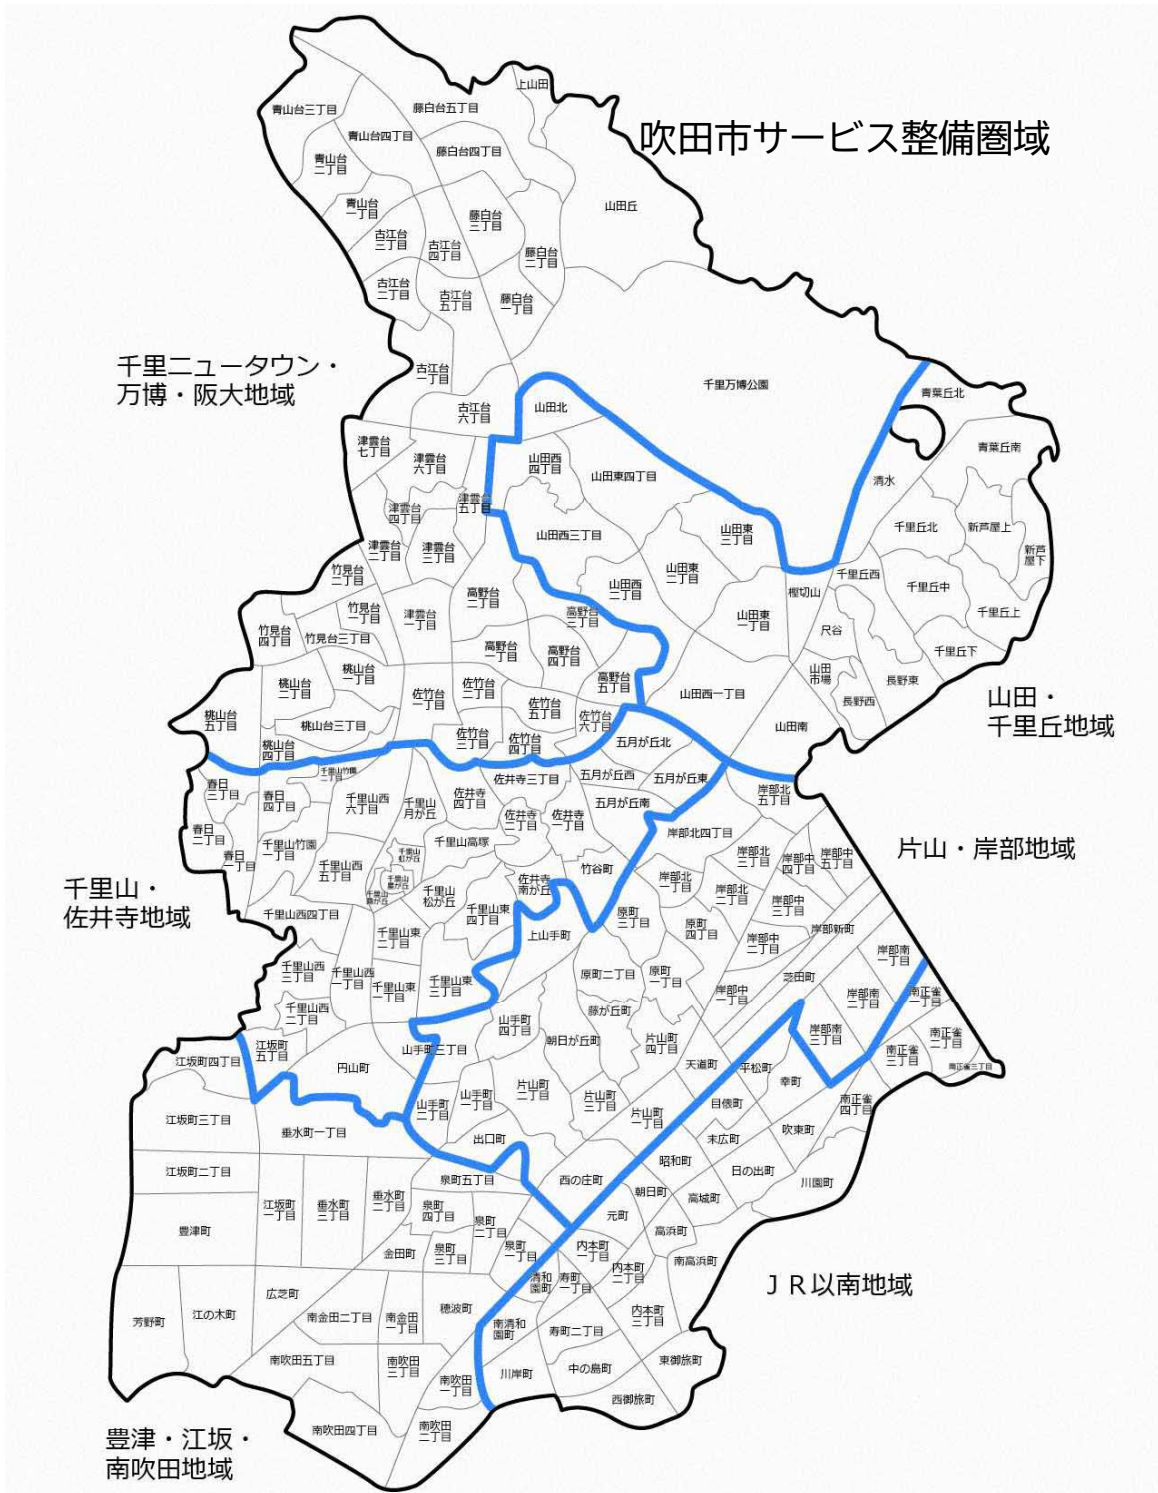 上山田
青山台三丁目
藤白台五丁目
吹田市サービス整備圏域
青山台四丁目
藤白台四丁目
青山台
二丁目
青山台
一丁目
藤白台
三丁目
山田丘
古江台
三丁目
古江台
四丁目
藤白台
二丁目
古江台
二丁目
古江台
五丁目
藤白台
一丁目
千里ニュータウン・
万博・阪大地域
古江台
一丁目
千里万博公園
青葉丘北
古江台
六丁目
山田北
津雲台
七丁目
津雲台
六丁目
山田西
四丁目
山田東四丁目
青葉丘南
清水
津雲台
五丁目
津雲台
四丁目
千里丘北
新芦屋上
山田西三丁目
山田東
三丁目
津雲台
二丁目
津雲台
三丁目
新芦
屋下
竹見台
二丁目
山田東
二丁目
千里丘西
千里丘中
山田西
二丁目
樫切山
高野台
二丁目
竹見台
一丁目
津雲台
一丁目
高野台
三丁目
山田東
一丁目
千里丘上
竹見台
四丁目
竹見台三丁目
尺谷
高野台
一丁目
高野台
四丁目
千里丘下
桃山台
一丁目
山田
市場
長野東
桃山台
二丁目
佐竹台
一丁目
佐竹台
二丁目
高野台
五丁目
山田西一丁目
長野西
山田・
千里丘地域
桃山台
五丁目
桃山台三丁目
佐竹台
五丁目
佐竹台
六丁目
山田南
桃山台
四丁目
佐竹台
三丁目
佐竹台
四丁目
五月が丘北
千里山竹園
二丁目
佐井寺三丁目
五月が丘西
五月が丘東
春日
三丁目
春日
四丁目
千里山西
六丁目
千里山
月が丘
佐井寺
四丁目
五月が丘南
岸部北
五丁目
佐井寺
二丁目
佐井寺
一丁目
春日
二丁目
岸部北四丁目
千里山竹園
一丁目
千里山高塚
春日
一丁目
千里山
虹が丘
岸部北
三丁目
岸部中
四丁目
岸部中
五丁目
片山・岸部地域
千里山西
五丁目
竹谷町
千里山
星が丘
千里山
霧が丘
千里山
松が丘
佐井寺
南が丘
岸部北
一丁目
岸部北
二丁目
千里山・
佐井寺地域
岸部中
三丁目
千里山西四丁目
千里山東
四丁目
原町
三丁目
原町
四丁目
岸部新町
千里山東
二丁目
上山手町
岸部中
二丁目
岸部南
一丁目
千里山西
三丁目
千里山西
一丁目
原町二丁目
原町
一丁目
芝田町
千里山東
一丁目
千里山東
三丁目
岸部中
一丁目
岸部南
二丁目
南正雀
一丁目
千里山西
二丁目
藤が丘町
山手町
四丁目
岸部南
三丁目
南正雀
二丁目
江坂町
五丁目
山手町三丁目
朝日が丘町
片山町
四丁目
南正雀
三丁目
江坂町四丁目
円山町
天道町
平松町
南正雀三丁目
幸町
片山町
二丁目
山手町
一丁目
片山町
三丁目
目俵町
南正雀
四丁目
山手町
二丁目
片山町
一丁目
江坂町三丁目
垂水町一丁目
出口町
末広町
吹東町
昭和町
江坂町二丁目
泉町五丁目
西の庄町
日の出町
川園町
朝日町
高城町
江坂町
一丁目
垂水町
三丁目
垂水町
二丁目
泉町
四丁目
元町
豊津町
泉町
二丁目
高浜町
金田町
泉町
三丁目
泉町
一丁目
内本町
一丁目
南高浜町
内本町
二丁目
清和
園町
寿町
一丁目
ＪＲ以南地域
広芝町
穂波町
江の木町
南金田二丁目
南金田
一丁目
内本町
三丁目
芳野町
南清和
園町
寿町二丁目
南吹田五丁目
南吹田
三丁目
東御旅町
中の島町
川岸町
南吹田
一丁目
西御旅町
南吹田四丁目
南吹田
二丁目
豊津・江坂・
南吹田地域